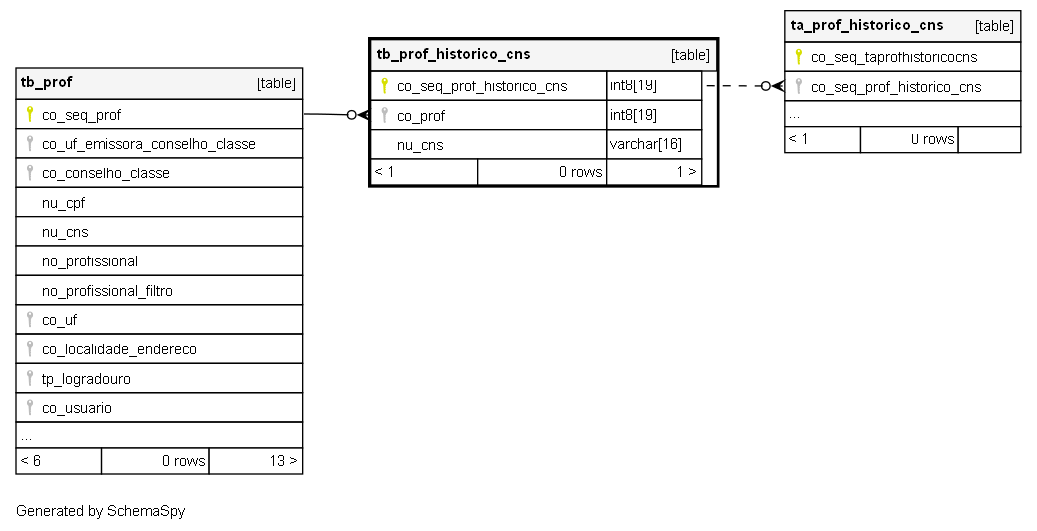 tb_prof [table]
co_seq_prof
co_uf_emissora_conselho_classe
co_conselho_classe
nu_cpf
nu_cns
no_profissional
no_profissional_filtro
co_uf
co_localidade_endereco
tp_logradouro
co_usuario
...
< 6 0 rows 13 >
tb_prof_historico_cns [table]
co_seq_prof_historico_cns int8[19]
co_prof int8[19]
nu_cns varchar[16]
< 1 0 rows 1 >
ta_prof_historico_cns [table]
co_seq_taprofhistoricocns
co_seq_prof_historico_cns
...
< 1 0 rows
Generated by SchemaSpy